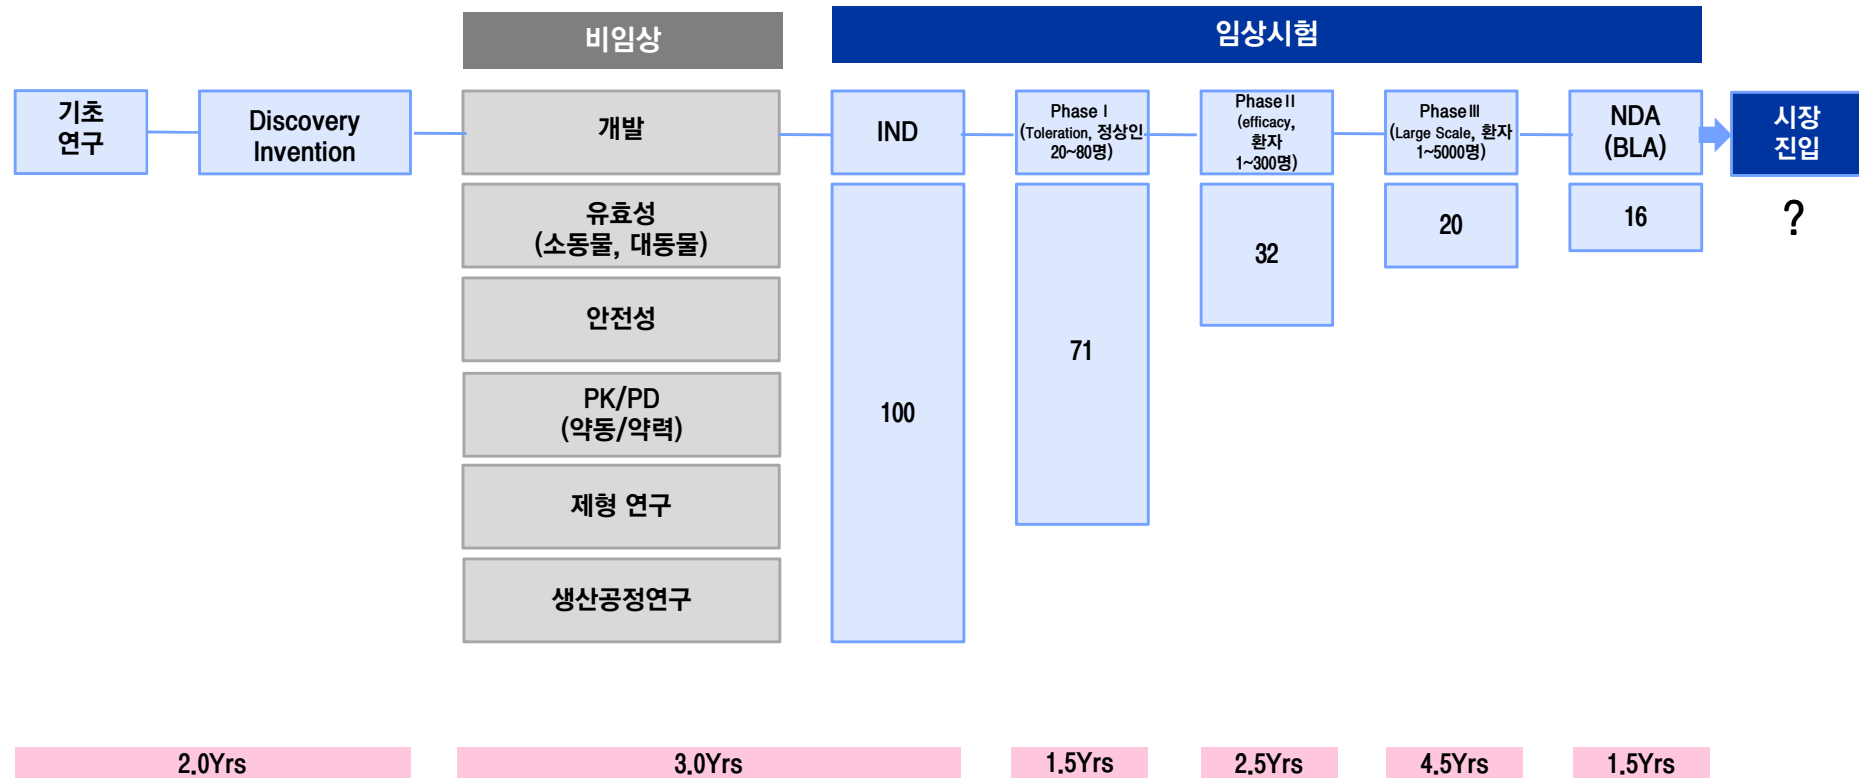 비임상
임상시험
기초
연구
Discovery
Invention
개발
IND
Phase Ⅰ
(Toleration, 정상인
20~80명)
PhaseⅡ
(efficacy,
환자
1~300명)
PhaseⅢ
(Large Scale, 환자
1~5000명)
NDA
(BLA)
시장
진입
유효성
(소동물, 대동물)
안전성
PK/PD
(약동/약력)
제형 연구
생산공정연구
100
71
32
20
16
?
2.0Yrs
3.0Yrs
1.5Yrs
2.5Yrs
4.5Yrs
1.5Yrs